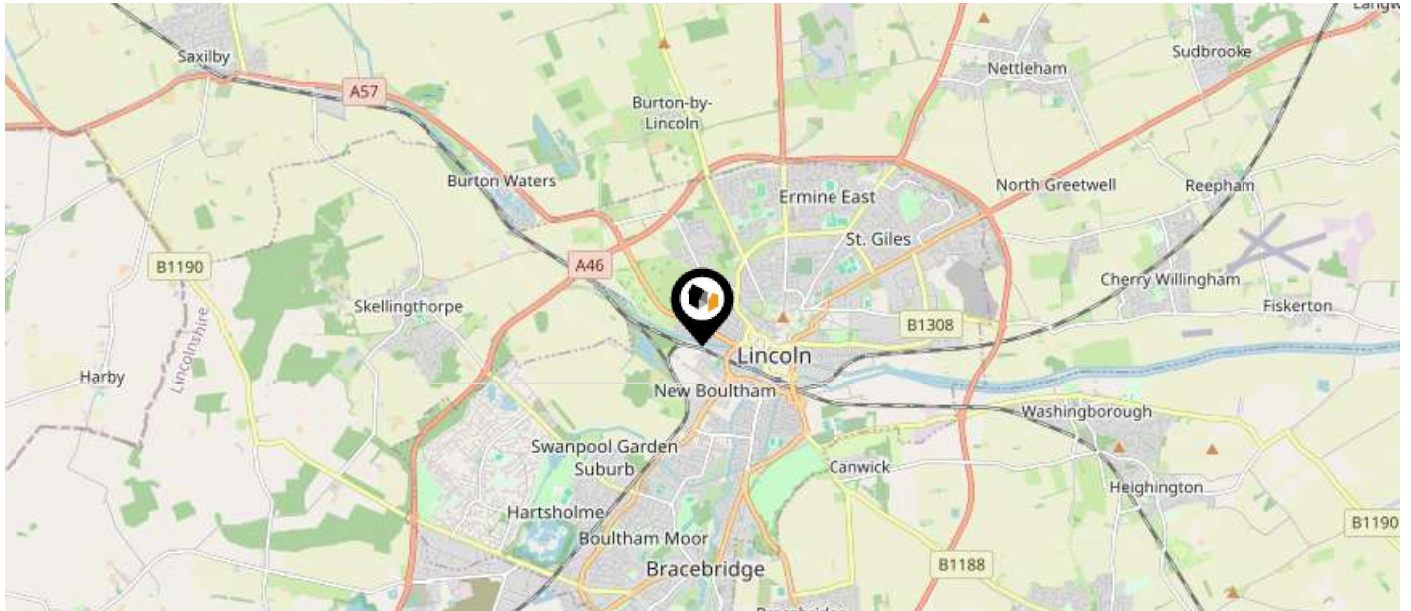 Saxilby
A57
Burton-by-
Lincoln
Nettleham
Sudbrooke
Burton Waters
Ermine East
North Greetwell
Reepham
St. Giles
B1190
A46
Skellingthorpe
Cherry Willingham
Fiskerton
B1308
Lincolnshire
Lincoln
Harby
New Boultham
Washingborough
Swanpool Garden
Suburb
Canwick
Heighington
Hartsholme
B1190
Boultham Moor
B1188
Bracebridge